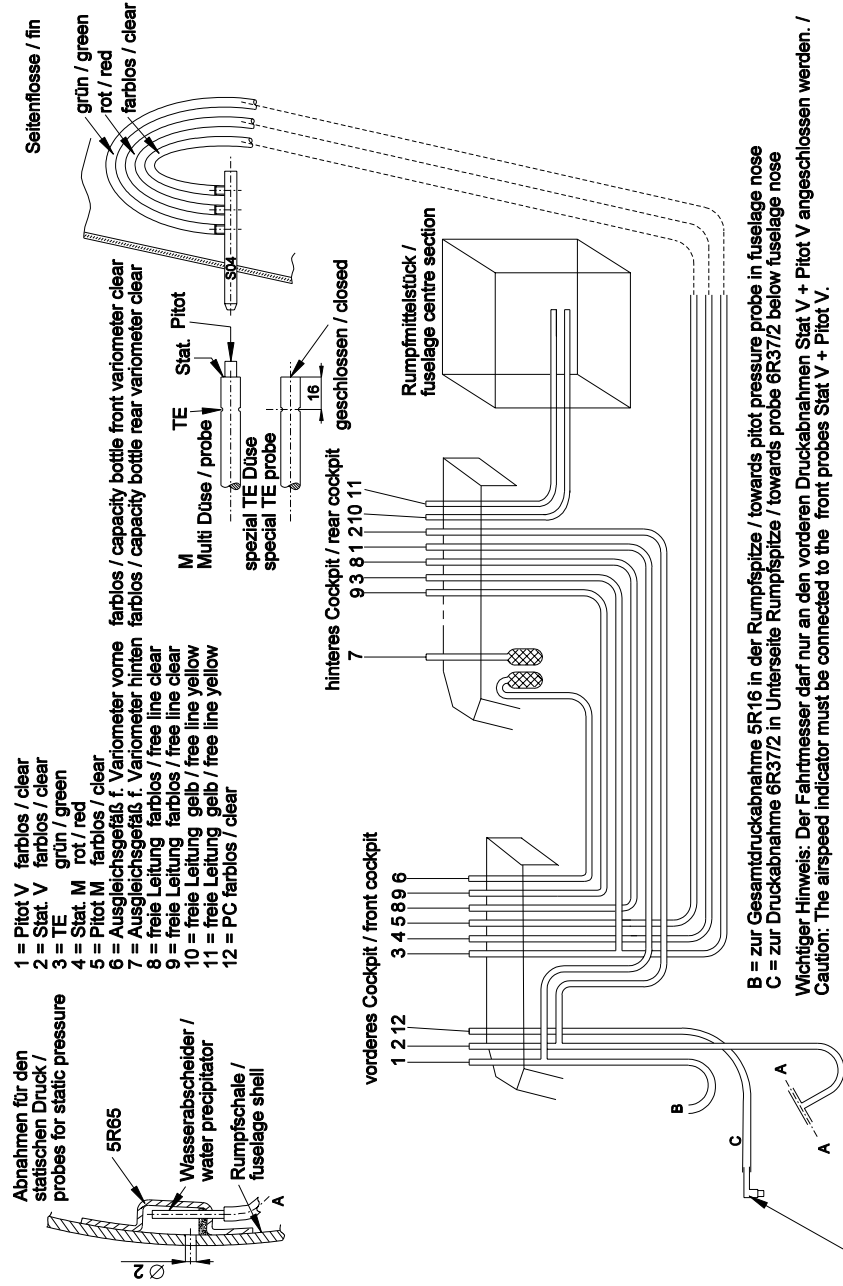 Abnahmen für den
statischen Druck /
probes for static pressure
5R65
Wasserabscheider /
water precipitator
Rumpfschale /
fuselage shell
A
Ø 2
1 = Pitot V farblos / clear
2 = Stat. V farblos / clear
3 = TE grün / green
4 = Stat. M rot / red
5 = Pitot M farblos / clear
6 = Ausgleichsgefäß f. Variometer vorne farblos / capacity bottle front variometer clear
7 = Ausgleichsgefäß f. Variometer hinten farblos / capacity bottle rear variometer clear
8 = freie Leitung farblos / free line clear
9 = freie Leitung farblos / free line clear
10 = freie Leitung gelb / free line yellow
11 = freie Leitung gelb / free line yellow
12 = PC farblos / clear
Seitenflosse / fin
grün / green
rot / red
farblos / clear
S04
M
Multi Düse / probe
TE
Stat.
Pitot
spezial TE Düse
special TE probe
16
geschlossen / closed
vorderes Cockpit / front cockpit
1 2 12
3 4 5 8 9 6
hinteres Cockpit / rear cockpit
7
9 3 8 1 2 10 11
Rumpfmittelstück /
fuselage centre section
B
C
A
A
B = zur Gesamtdruckabnahme 5R16 in der Rumpfspitze / towards pitot pressure probe in fuselage nose
C = zur Druckabnahme 6R37/2 in Unterseite Rumpfspitze / towards probe 6R37/2 below fuselage nose
Wichtiger Hinweis: Der Fahrtmesser darf nur an den vorderen Druckabnahmen Stat V + Pitot V angeschlossen werden. /
Caution: The airspeed indicator must be connected to the front probes Stat V + Pitot V.